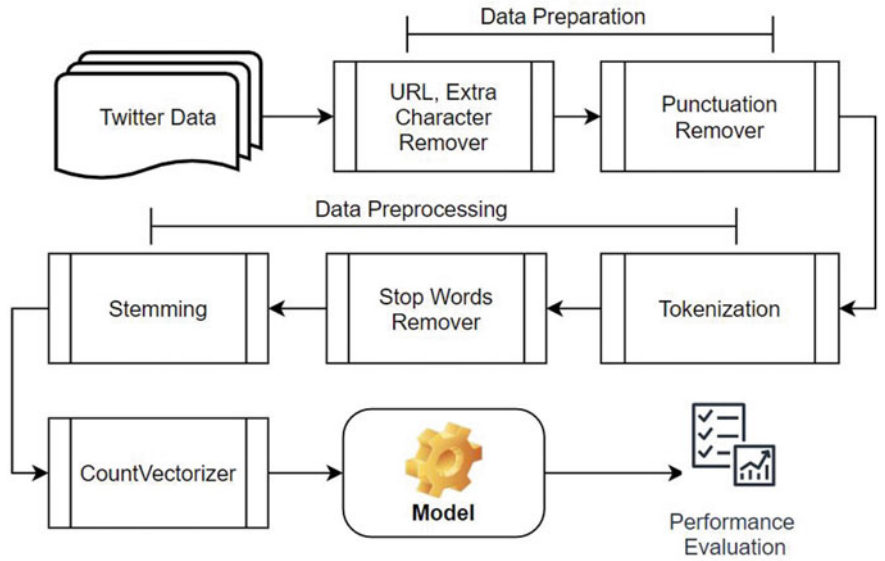 Data Preparation
Twitter Data
URL, Extra
Character
Remover
Punctuation
Remover
Data Preprocessing
Stemming
Stop Words
Remover
Tokenization
CountVectorizer
Model
Performance
Evaluation